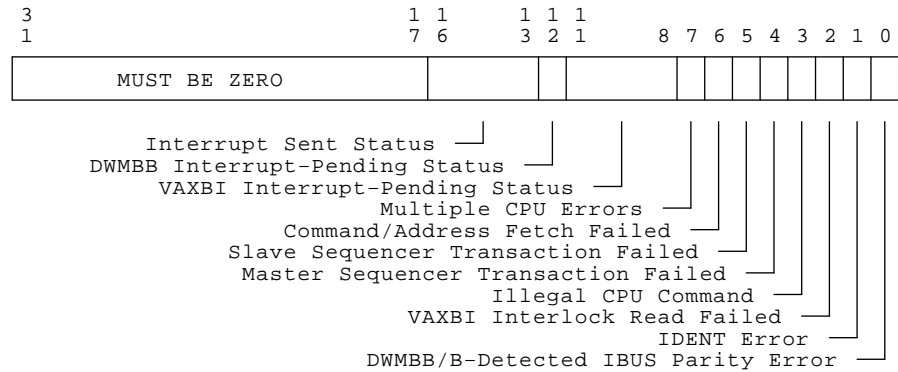 3 1 1 1 1 1
1 7 6 3 2 1 8 7 6 5 4 3 2 1 0
MUST BE ZERO
Interrupt Sent Status
DWMBB Interrupt-Pending Status
VAXBI Interrupt-Pending Status
Multiple CPU Errors
Command/Address Fetch Failed
Slave Sequencer Transaction Failed
Master Sequencer Transaction Failed
Illegal CPU Command
VAXBI Interlock Read Failed
IDENT Error
DWMBB/B-Detected IBUS Parity Error